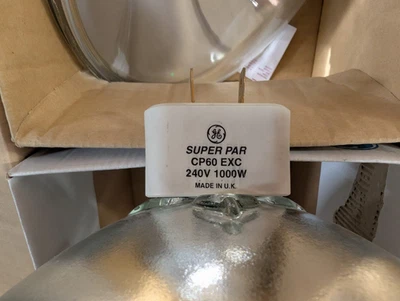 GE
SUPER PAR
CP60 EXC
240V 1000W
MADE IN U.K.